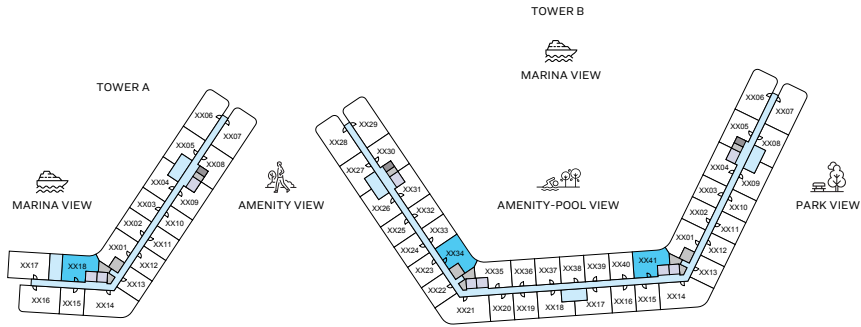 TOWER B
MARINA VIEW
TOWER A
MARINA VIEW
AMENITY VIEW
AMENITY-POOL VIEW
PARK VIEW
XX06
XX07
XX05
XX08
XX04
XX09
XX03
XX10
XX02
XX11
XX01
XX12
XX17
XX18
XX13
XX16
XX15
XX14
XX29
XX28
XX30
XX27
XX31
XX26
XX32
XX25
XX33
XX24
XX34
XX23
XX22
XX21
XX35
XX36
XX37
XX38
XX39
XX40
XX41
XX20
XX19
XX18
XX17
XX16
XX15
XX14
XX06
XX07
XX05
XX08
XX04
XX09
XX03
XX10
XX02
XX11
XX01
XX12
XX13